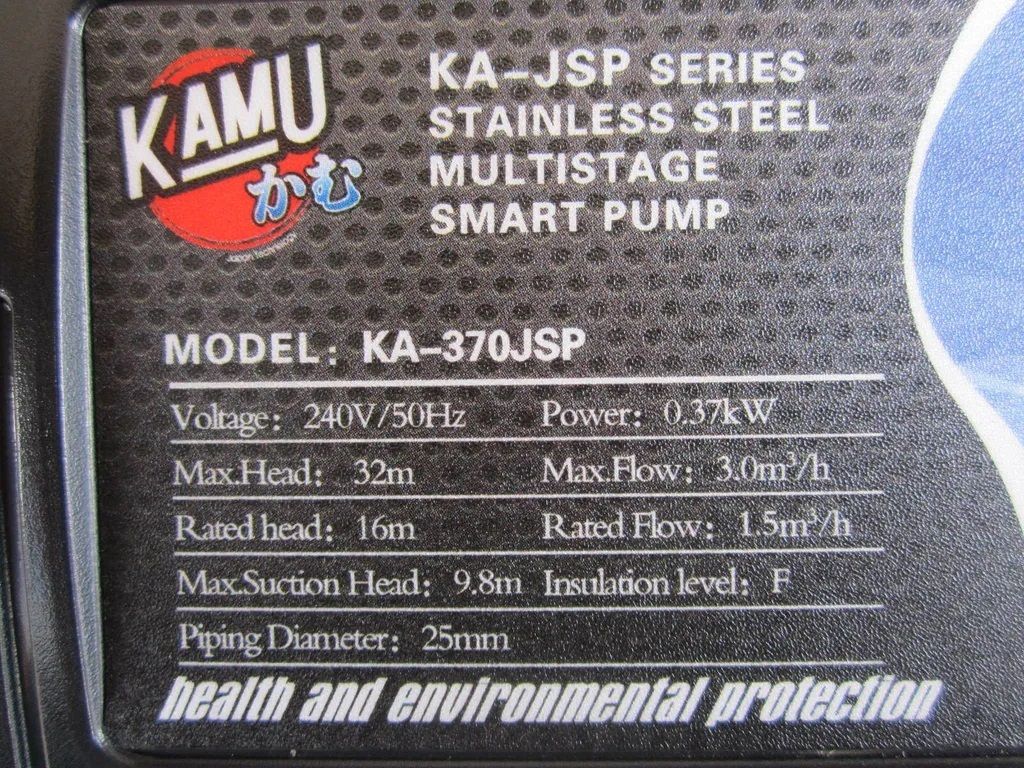 KAMU
かむ
KA-JSP SERIES
STAINLESS STEEL
MULTISTAGE
SMART PUMP
MODEL: KA-370JSP
Voltage: 240V/50Hz Power: 0.37kW
Max.Head: 32m Max.Flow: 3.0m³/h
Rated head: 16m Rated Flow: 1.5m³/h
Max.Suction Head: 9.8m Insulation level: F
Piping Diameter: 25mm
health and environmental protection